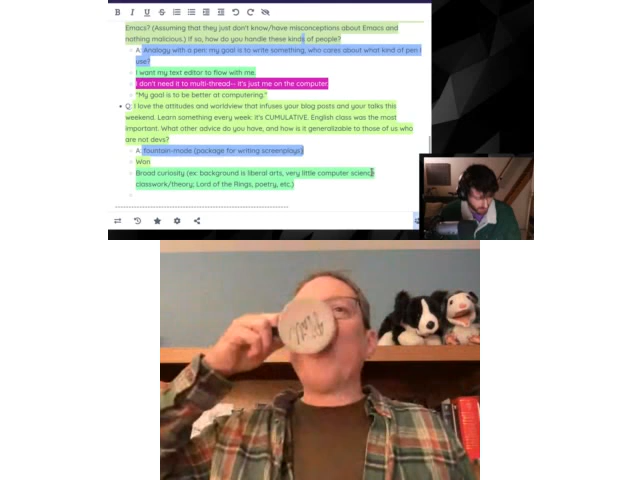 B I U S
Emacs? (Assuming that they just don't know/have misconceptions about Emacs and
nothing malicious.) If so, how do you handle these kinds of people?
A: Analogy with a pen: my goal is to write something, who cares about what kind of pen I
use?
I want my text editor to flow with me.
I don't need it to multi-thread-- it's just me on the computer.
"My goal is to be better at computering."
Q: I love the attitudes and worldview that infuses your blog posts and your talks this
weekend. Learn something every week: it's CUMULATIVE. English class was the most
important. What other advice do you have, and how is it generalizable to those of us who
are not devs?
A: fountain-mode (package for writing screenplays)
Won
Broad curiosity (ex: background is liberal arts, very little computer science
classwork/theory; Lord of the Rings, poetry, etc.)